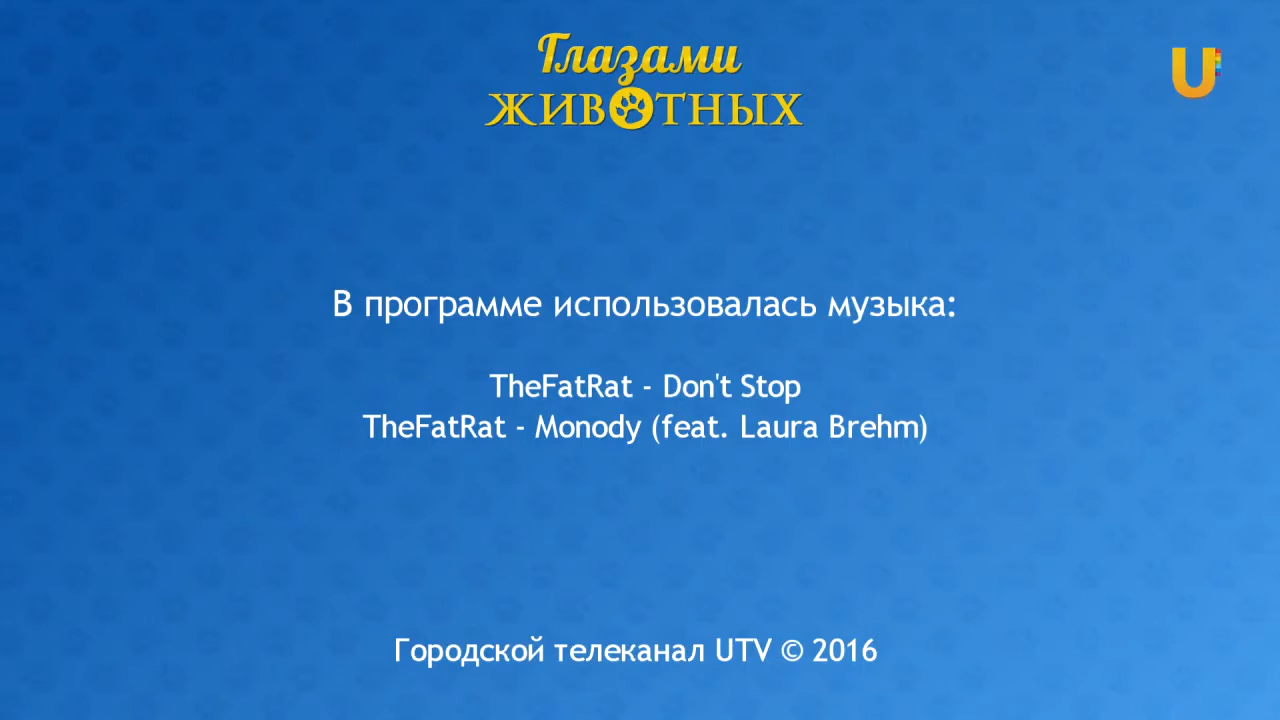 Глазами
ЖИВОТНЫХ
U
В программе использовалась музыка:
TheFatRat - Don't Stop
TheFatRat - Monody (feat. Laura Brehm)
Городской телеканал UTV © 2016